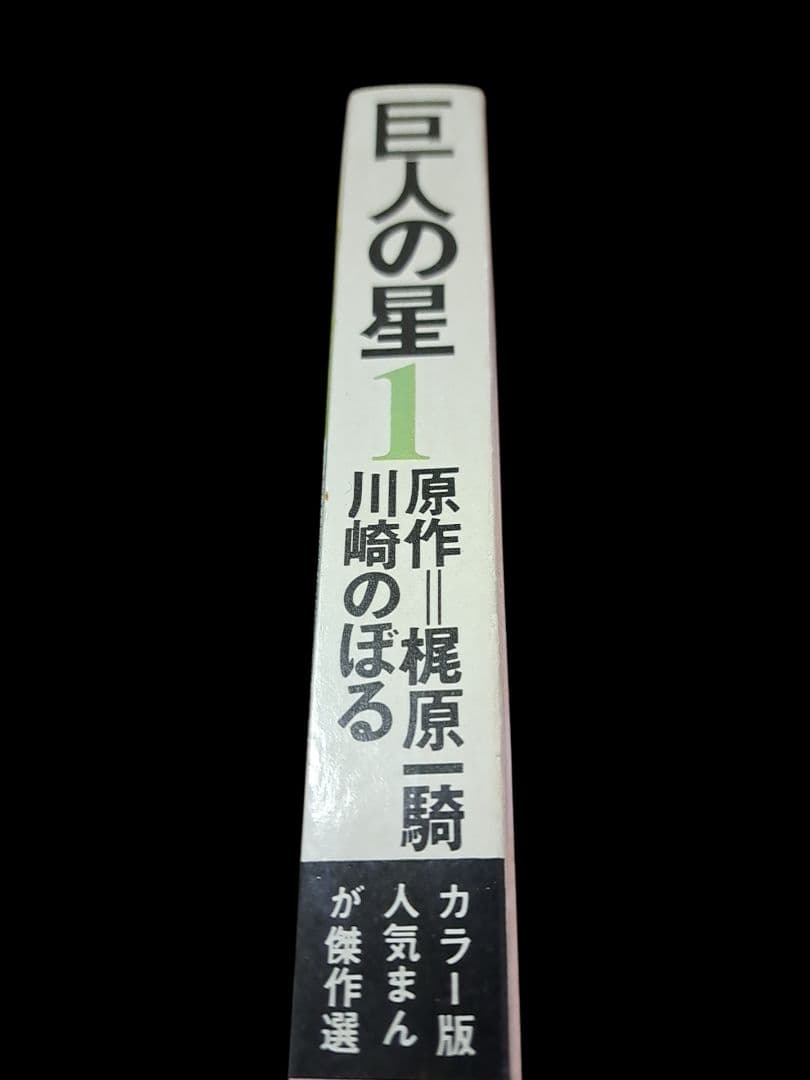 巨人の星
1
原作＝梶原一騎
川崎のぼる
カラー版
人気まん
が傑作選